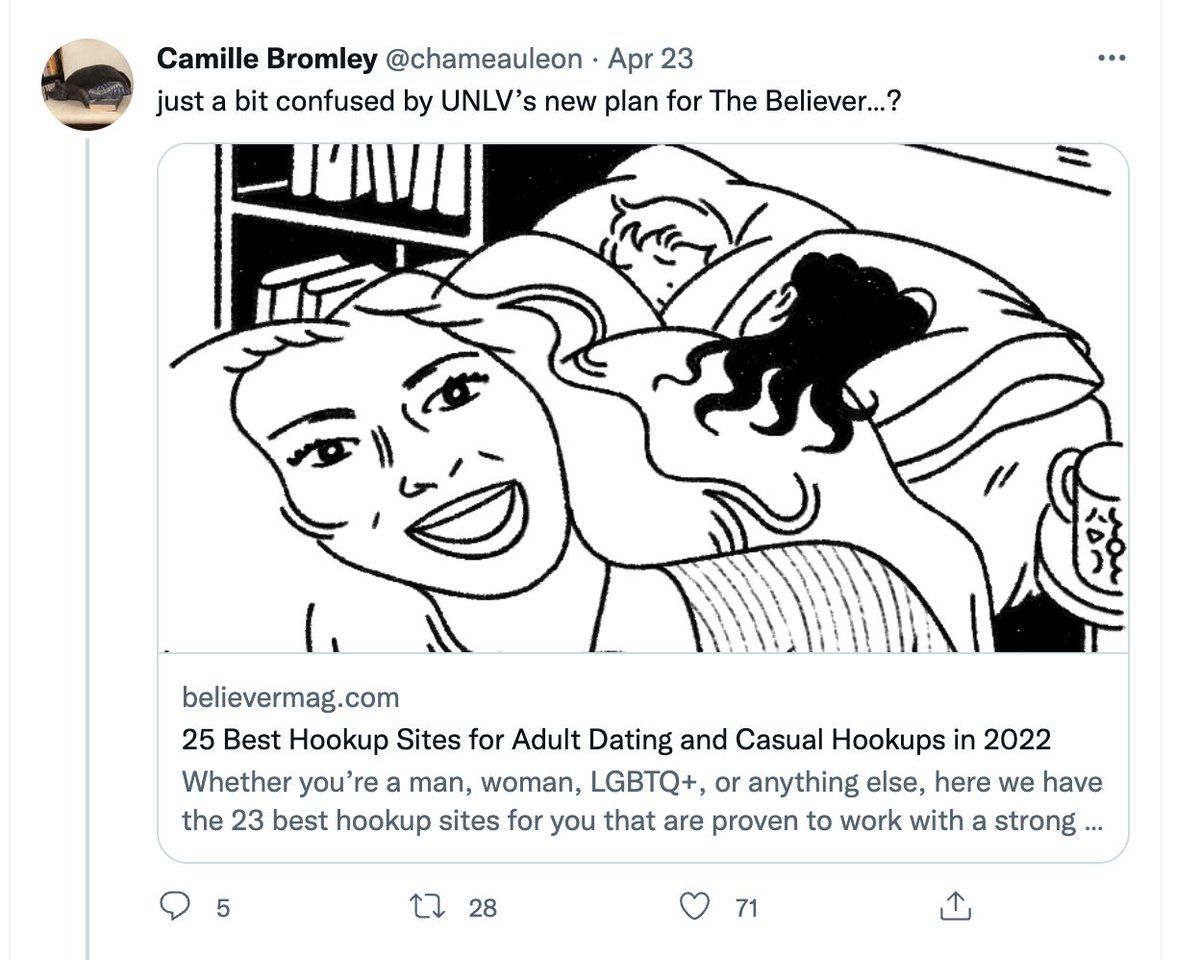 Camille Bromley @chameauleon · Apr 23
just a bit confused by UNLV’s new plan for The Believer...?
believermag.com
25 Best Hookup Sites for Adult Dating and Casual Hookups in 2022
Whether you’re a man, woman, LGBTQ+, or anything else, here we have
the 23 best hookup sites for you that are proven to work with a strong ...
5 28 71